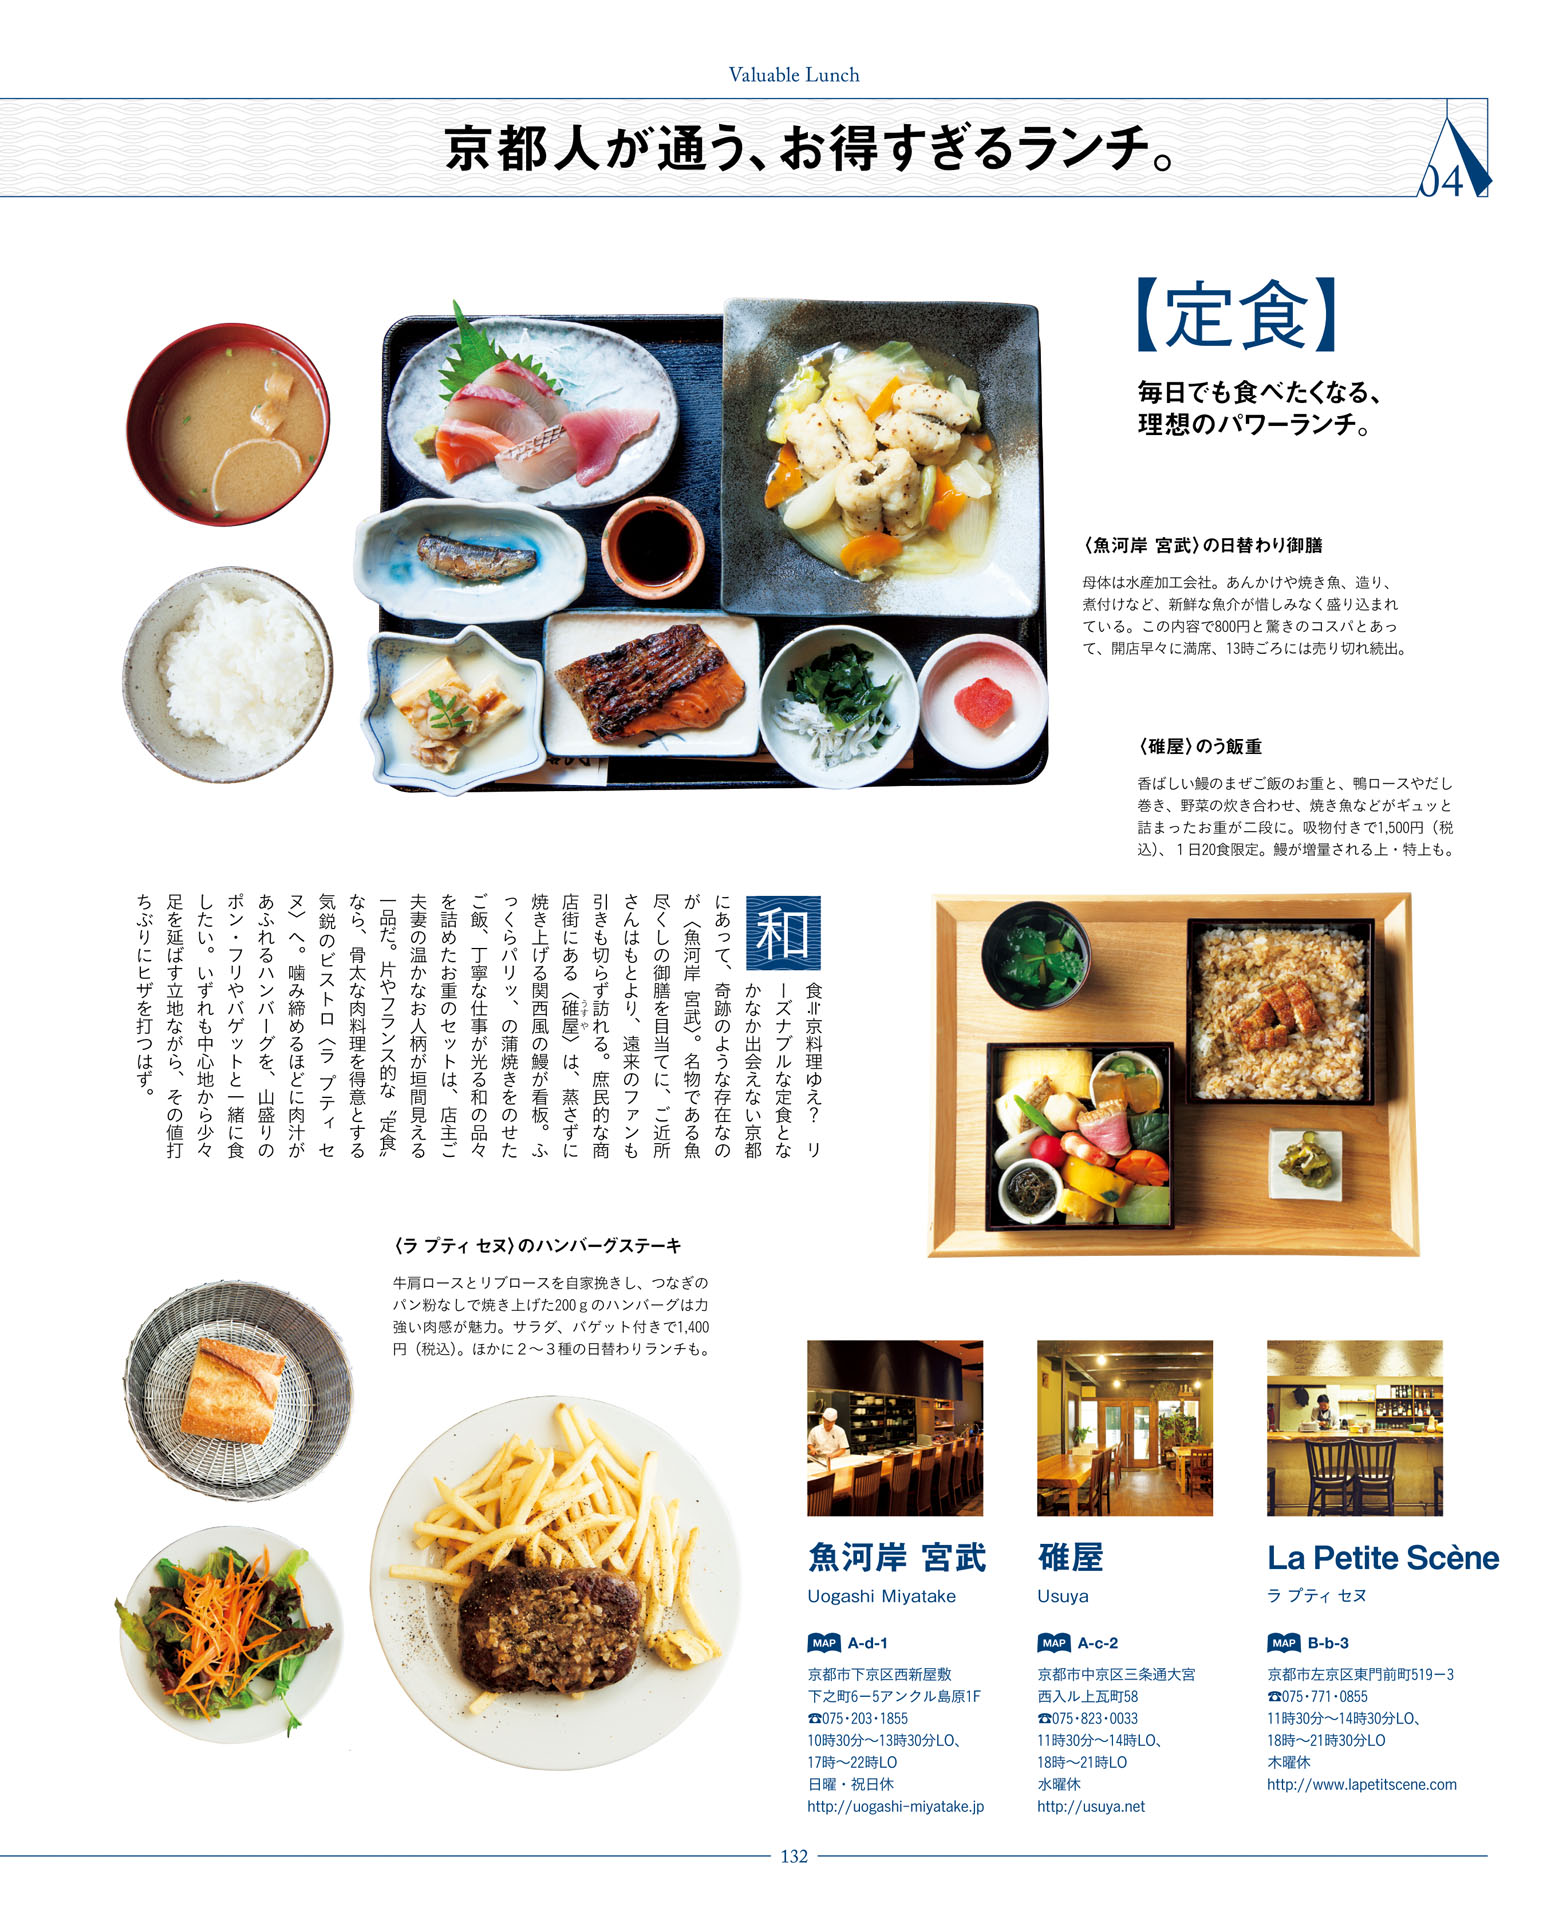 Valuable Lunch
京都人が通う、お得すぎるランチ。
04
【定食】
毎日でも食べたくなる、
理想のパワーランチ。
〈魚河岸 宮武〉の日替わり御膳
母体は水産加工会社。あんかけや焼き魚、造り、
煮付けなど、新鮮な魚介が惜しみなく盛り込まれ
ている。この内容で800円と驚きのコスパとあっ
て、開店早々に満席、13時ごろには売り切れ続出。
〈碓屋〉のう飯重
香ばしい鰻のまぜご飯のお重と、鴨ロースやだし
巻き、野菜の炊き合わせ、焼き魚などがギュッと
詰まったお重が二段に。吸物付きで1,500円（税
込）、1日20食限定。鰻が増量される上・特上も。
和食≒京料理ゆえ？ リ
ーズナブルな定食とな
かなか出会えない京都
にあって、奇跡のような存在なの
が〈魚河岸 宮武〉。名物である魚
尽くしの御膳を目当てに、ご近所
さんはもとより、遠来のファンも
引きも切らず訪れる。庶民的な商
店街にある〈碓屋〉は、蒸さずに
うすや
焼き上げる関西風の鰻が看板。ふ
っくらパリッ、の蒲焼きをのせた
ご飯、丁寧な仕事が光る和の品々
を詰めたお重のセットは、店主ご
夫妻の温かなお人柄が垣間見える
一品だ。片やフランス的な〝定食〟
なら、骨太な肉料理を得意とする
気鋭のビストロ〈ラ プティ セ
ヌ〉へ。噛み締めるほどに肉汁が
あふれるハンバーグを、山盛りの
ポン・フリやバゲットと一緒に食
したい。いずれも中心地から少々
足を延ばす立地ながら、その値打
ちぶりにヒザを打つはず。
〈ラ プティ セヌ〉のハンバーグステーキ
牛肩ロースとリブロースを自家挽きし、つなぎの
パン粉なしで焼き上げた200gのハンバーグは力
強い肉感が魅力。サラダ、バゲット付きで1,400
円（税込）。ほかに2〜3種の日替わりランチも。
魚河岸 宮武
Uogashi Miyatake
MAP A-d-1
京都市下京区西新屋敷
下之町6−5アンクル島原1F
☎075･203･1855
10時30分〜13時30分LO、
17時〜22時LO
日曜・祝日休
http://uogashi-miyatake.jp
碓屋
Usuya
MAP A-c-2
京都市中京区三条通大宮
西入ル上瓦町58
☎075･823･0033
11時30分〜14時LO、
18時〜21時LO
水曜休
http://usuya.net
La Petite Scène
ラ プティ セヌ
MAP B-b-3
京都市左京区東門前町519−3
☎075･771･0855
11時30分〜14時30分LO、
18時〜21時30分LO
木曜休
http://www.lapetitscene.com
132